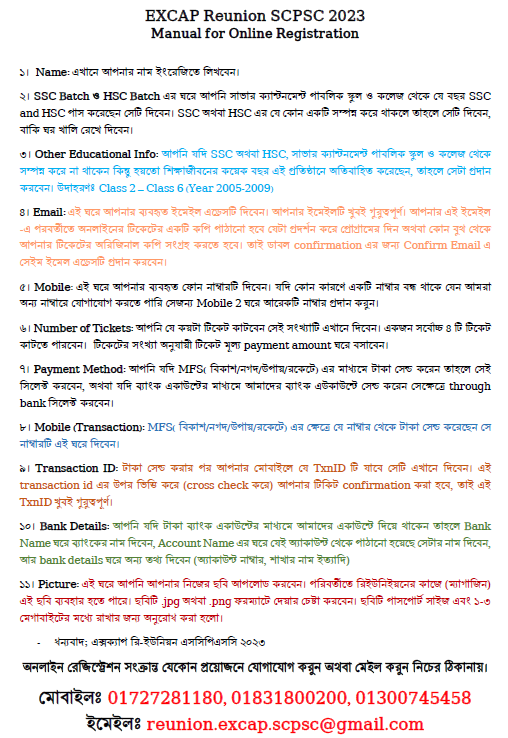 EXCAP Reunion SCPSC 2023
Manual for Online Registration
১। Name: এখানে আপনার নাম ইংরেজিতে লিখবেন।
২। SSC Batch ও HSC Batch এর ঘরে আপনি সাভার ক্যান্টনমেন্ট পাবলিক স্কুল ও কলেজ থেকে যে বছর SSC
and HSC পাস করেছেন সেটি দিবেন। SSC অথবা HSC এর যে কোন একটি সম্পন্ন করে থাকলে তাহলে সেটি দিবেন,
বাকি ঘর খালি রেখে দিবেন।
৩। Other Educational Info: আপনি যদি SSC অথবা HSC, সাভার ক্যান্টনমেন্ট পাবলিক স্কুল ও কলেজ থেকে
সম্পন্ন করে না থাকেন কিন্তু হয়তো শিক্ষাজীবনের কয়েক বছর এই প্রতিষ্ঠানে অতিবাহিত করেছেন, তাহলে সেটা প্রদান
করবেন। উদাহরণঃ Class 2 – Class 6 (Year 2005-2009)
৪। Email: এই ঘরে আপনার ব্যবহৃত ইমেইল এড্রেসটি দিবেন। আপনার ইমেইলটি খুবই গুরুত্বপূর্ণ। আপনার এই ইমেইল
-এ পরবর্তীতে অনলাইনের টিকেটের একটি কপি পাঠানো হবে যেটা প্রদর্শন করে প্রোগ্রামের দিন অথবা কোন বুথ থেকে
আপনার টিকেটের অরিজিনাল কপি সংগ্রহ করতে হবে। তাই ডাবল confirmation এর জন্য Confirm Email এ
সেইম ইমেল এড্রেসটি প্রদান করবেন।
৫। Mobile: এই ঘরে আপনার ব্যবহৃত ফোন নাম্বারটি দিবেন। যদি কোন কারণে একটি নাম্বার বন্ধ থাকে যেন আমরা
অন্য নাম্বারে যোগাযোগ করতে পারি সেজন্য Mobile 2 ঘরে আরেকটি নাম্বার প্রদান করুন।
৬। Number of Tickets: আপনি যে কয়টা টিকেট কাটবেন সেই সংখ্যাটি এখানে দিবেন। একজন সর্বোচ্চ ৪ টি টিকেট
কাটতে পারবেন। টিকেটের সংখ্যা অনুযায়ী টিকেট মূল্য payment amount ঘরে বসাবেন।
৭। Payment Method: আপনি যদি MFS( বিকাশ/নগদ/উপায়/রকেটে) এর মাধ্যমে টাকা সেন্ড করেন তাহলে সেই
সিলেক্ট করবেন, অথবা যদি ব্যাংক একাউন্টের মাধ্যমে আমাদের ব্যাংক এউকাউন্টে সেন্ড করেন সেক্ষেত্রে through
bank সিলেক্ট করবেন।
৮। Mobile (Transaction): MFS( বিকাশ/নগদ/উপায়/রকেটে) এর ক্ষেত্রে যে নাম্বার থেকে টাকা সেন্ড করেছেন সে
নাম্বারটি এই ঘরে দিবেন।
৯। Transaction ID: টাকা সেন্ড করার পর আপনার মোবাইলে যে TxnID টি যাবে সেটি এখানে দিবেন। এই
transaction id এর উপর ভিত্তি করে (cross check করে) আপনার টিকিট confirmation করা হবে, তাই এই
TxnID খুবই গুরুত্বপূর্ণ।
১০। Bank Details: আপনি যদি টাকা ব্যাংক একাউন্টের মাধ্যমে আমাদের একাউন্টে দিয়ে থাকেন তাহলে Bank
Name ঘরে ব্যাংকের নাম দিবেন, Account Name এর ঘরে যেই অ্যাকাউন্ট থেকে পাঠানো হয়েছে সেটার নাম দিবেন,
আর bank details ঘরে অন্য তথ্য দিবেন (অ্যাকাউন্ট নাম্বার, শাখার নাম ইত্যাদি)
১১। Picture: এই ঘরে আপনি আপনার নিজের ছবি আপলোড করবেন। পরিবর্তীতে রিইউনিইয়নের কাজে (ম্যাগাজিন)
এই ছবি ব্যবহার হতে পারে। ছবিটি .jpg অথবা .png ফরম্যাটে দেয়ার চেষ্টা করবেন। ছবিটি পাসপোর্ট সাইজ এবং ১-৩
মেগাবাইটের মধ্যে রাখার জন্য অনুরোধ করা হলো।
- ধন্যবাদ; এক্সক্যাপ রি-ইউনিয়ন এসসিপিএসসি ২০২৩
অনলাইন রেজিস্ট্রেশন সংক্রান্ত যেকোন প্রয়োজনে যোগাযোগ করুন অথবা মেইল করুন নিচের ঠিকানায়।
মোবাইলঃ 01727281180, 01831800200, 01300745458
ইমেইলঃ reunion.excap.scpsc@gmail.com